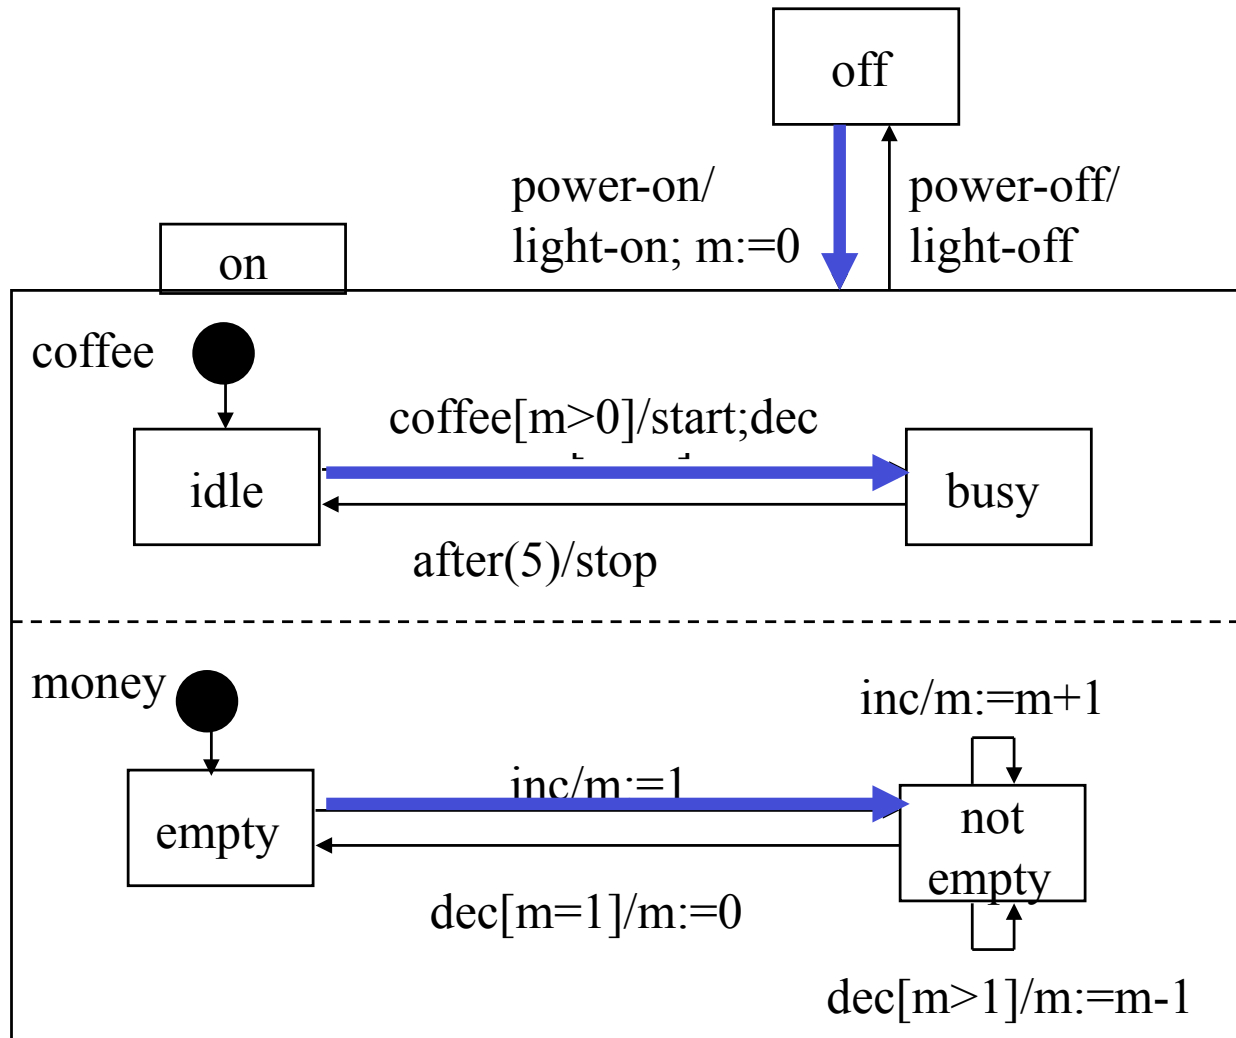 off
power-on/
light-on; m:=0
power-off/
light-off
on
coffee
coffee[m>0]/start;dec
idle
busy
after(5)/stop
money
inc/m:=m+1
inc/m:=1
empty
not
empty
dec[m=1]/m:=0
dec[m>1]/m:=m-1